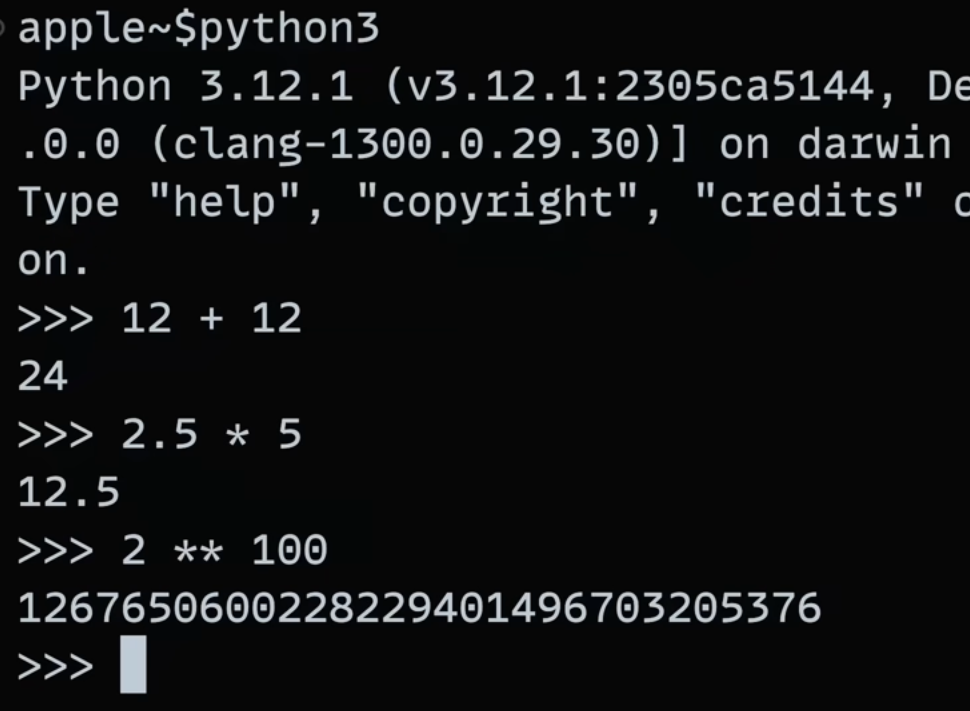 apple~$python3
Python 3.12.1 (v3.12.1:2305ca5144, De
.0.0 (clang-1300.0.29.30)] on darwin
Type "help", "copyright", "credits"
on.
>>> 12 + 12
24
>>> 2.5 * 5
12.5
>>> 2 ** 100
1267650600228229401496703205376
>>>